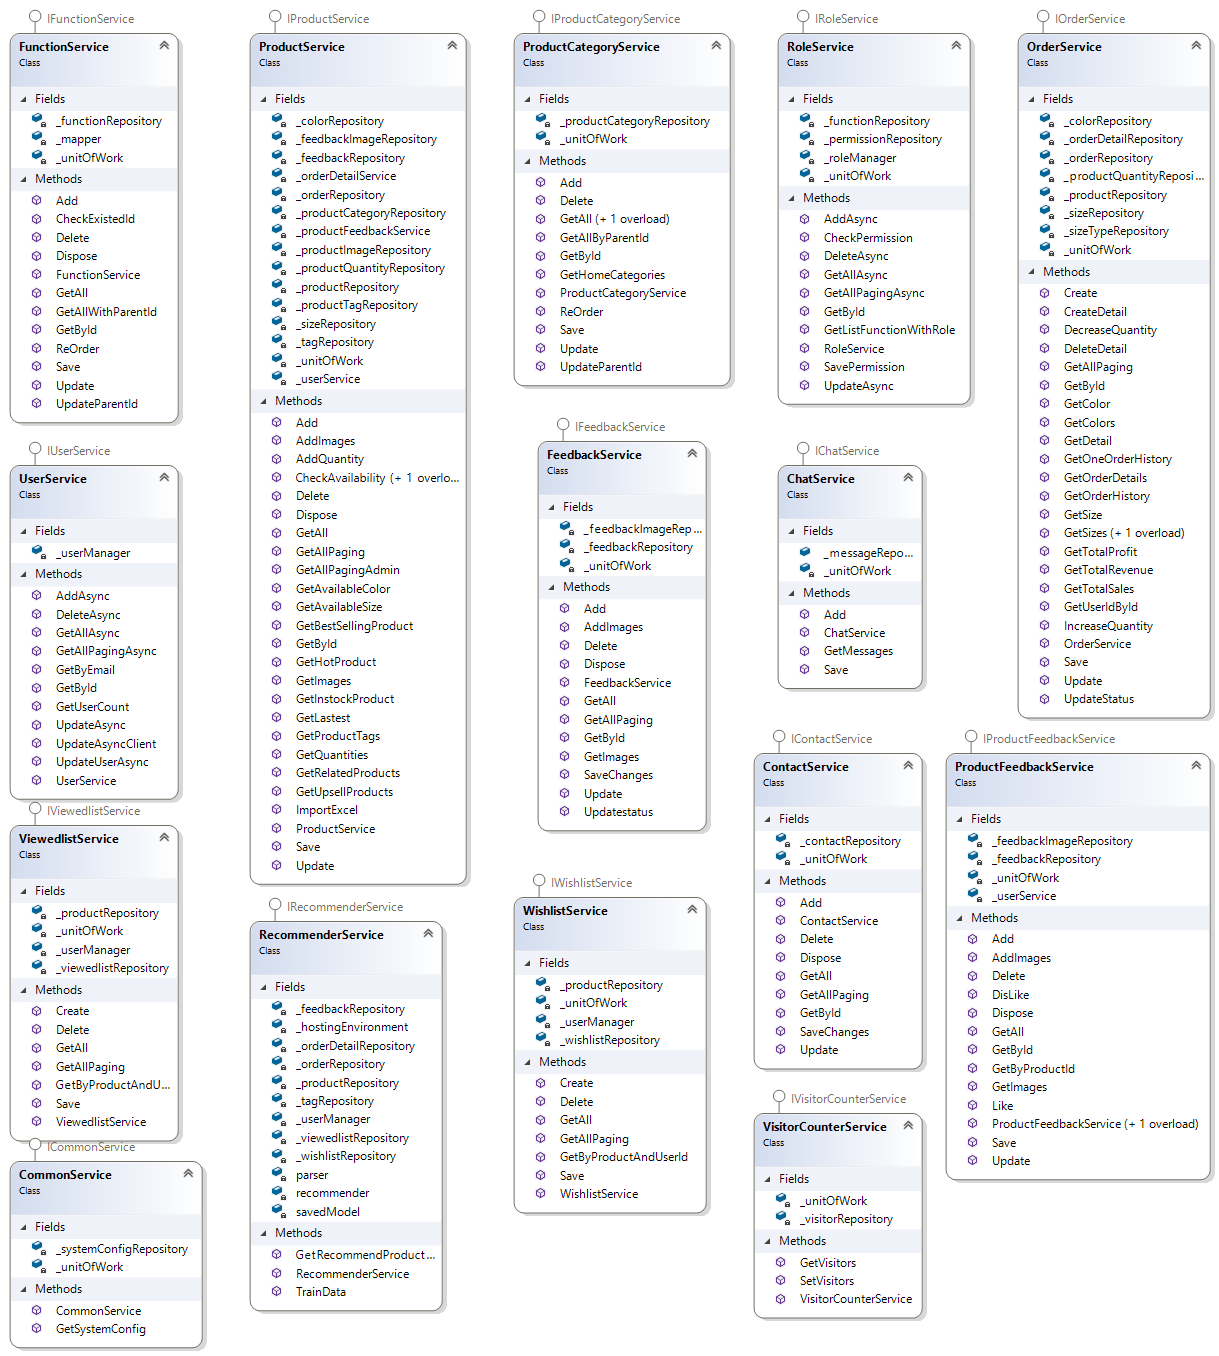 IFunctionService
FunctionService
Class
Fields
_functionRepository
_mapper
_unitOfWork
Methods
Add
CheckExistedId
Delete
Dispose
FunctionService
GetAll
GetAllWithParentId
GetById
ReOrder
Save
Update
UpdateParentId
IUserService
UserService
Class
Fields
_userManager
Methods
AddAsync
DeleteAsync
GetAllAsync
GetAllPagingAsync
GetByEmail
GetById
GetUserCount
UpdateAsync
UpdateAsyncClient
UpdateUserAsync
UserService
IViewedlistService
ViewedlistService
Class
Fields
_productRepository
_unitOfWork
_userManager
_viewedlistRepository
Methods
Create
Delete
GetAll
GetAllPaging
GetByProductAndU...
Save
ViewedlistService
ICommonService
CommonService
Class
Fields
_systemConfigRepository
_unitOfWork
Methods
CommonService
GetSystemConfig
IProductService
ProductService
Class
Fields
_colorRepository
_feedbackImageRepository
_feedbackRepository
_orderDetailService
_orderRepository
_productCategoryRepository
_productFeedbackService
_productImageRepository
_productQuantityRepository
_productRepository
_productTagRepository
_sizeRepository
_tagRepository
_unitOfWork
_userService
Methods
Add
AddImages
AddQuantity
CheckAvailability (+ 1 overlo...
Delete
Dispose
GetAll
GetAllPaging
GetAllPagingAdmin
GetAvailableColor
GetAvailableSize
GetBestSellingProduct
GetById
GetHotProduct
GetImages
GetInstockProduct
GetLastest
GetProductTags
GetQuantities
GetRelatedProducts
GetUpsellProducts
ImportExcel
ProductService
Save
Update
IRecommenderService
RecommenderService
Class
Fields
_feedbackRepository
_hostingEnvironment
_orderDetailRepository
_orderRepository
_productRepository
_tagRepository
_userManager
_viewedlistRepository
_wishlistRepository
parser
recommender
savedModel
Methods
GetRecommendProduct...
RecommenderService
TrainData
IProductCategoryService
ProductCategoryService
Class
Fields
_productCategoryRepository
_unitOfWork
Methods
Add
Delete
GetAll (+ 1 overload)
GetAllByParentId
GetById
GetHomeCategories
ProductCategoryService
ReOrder
Save
Update
UpdateParentId
IFeedbackService
FeedbackService
Class
Fields
_feedbackImageRep...
_feedbackRepository
_unitOfWork
Methods
Add
AddImages
Delete
Dispose
FeedbackService
GetAll
GetAllPaging
GetById
GetImages
SaveChanges
Update
Updatestatus
IWishlistService
WishlistService
Class
Fields
_productRepository
_unitOfWork
_userManager
_wishlistRepository
Methods
Create
Delete
GetAll
GetAllPaging
GetByProductAndUserId
Save
WishlistService
IRoleService
RoleService
Class
Fields
_functionRepository
_permissionRepository
_roleManager
_unitOfWork
Methods
AddAsync
CheckPermission
DeleteAsync
GetAllAsync
GetAllPagingAsync
GetById
GetListFunctionWithRole
RoleService
SavePermission
UpdateAsync
IChatService
ChatService
Class
Fields
_messageRepo...
_unitOfWork
Methods
Add
ChatService
GetMessages
Save
IContactService
ContactService
Class
Fields
_contactRepository
_unitOfWork
Methods
Add
ContactService
Delete
Dispose
GetAll
GetAllPaging
GetById
SaveChanges
Update
IVisitorCounterService
VisitorCounterService
Class
Fields
_unitOfWork
_visitorRepository
Methods
GetVisitors
SetVisitors
VisitorCounterService
IOrderService
OrderService
Class
Fields
_colorRepository
_orderDetailRepository
_orderRepository
_productQuantityReposi...
_productRepository
_sizeRepository
_sizeTypeRepository
_unitOfWork
Methods
Create
CreateDetail
DecreaseQuantity
DeleteDetail
GetAllPaging
GetById
GetColor
GetColors
GetDetail
GetOneOrderHistory
GetOrderDetails
GetOrderHistory
GetSize
GetSizes (+ 1 overload)
GetTotalProfit
GetTotalRevenue
GetTotalSales
GetUserIdById
IncreaseQuantity
OrderService
Save
Update
UpdateStatus
IProductFeedbackService
ProductFeedbackService
Class
Fields
_feedbackImageRepository
_feedbackRepository
_unitOfWork
_userService
Methods
Add
AddImages
Delete
DisLike
Dispose
GetAll
GetById
GetByProductId
GetImages
Like
ProductFeedbackService (+ 1 overload)
Save
Update